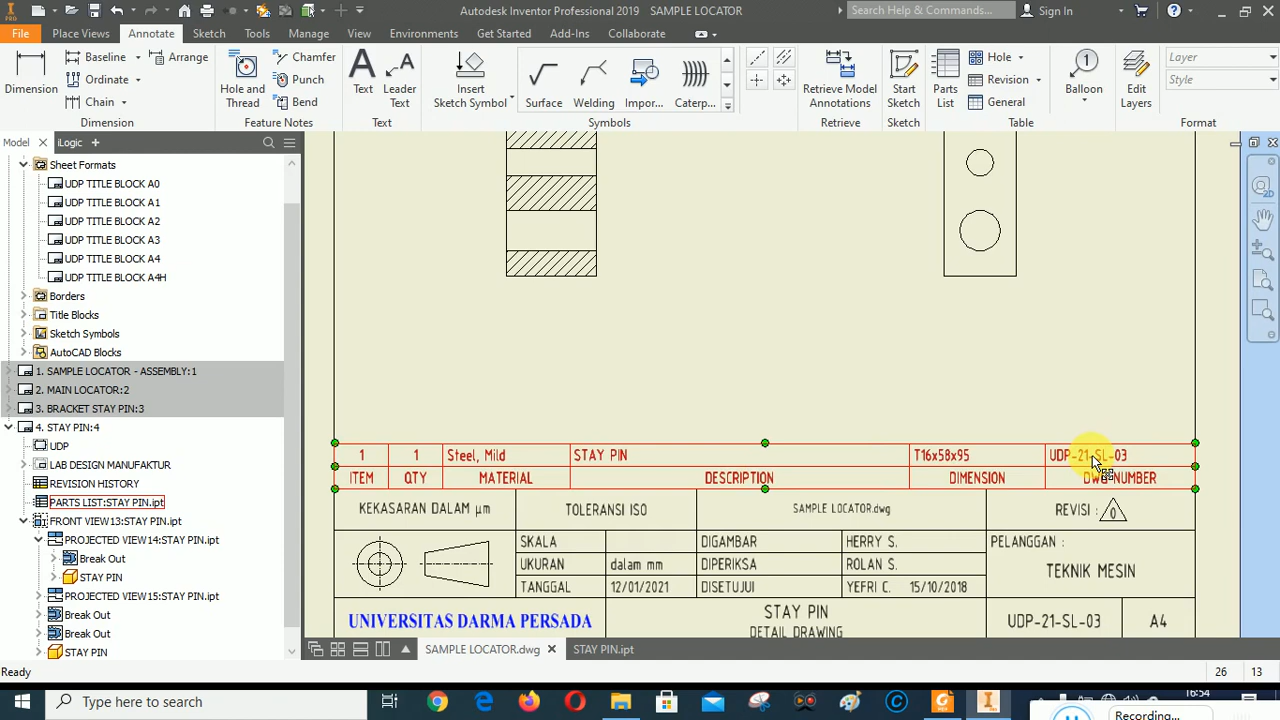 Autodesk Inventor Professional 2019 SAMPLE LOCATOR
Search Help & Commands...
Sign In
File Place Views Annotate Sketch Tools Manage View Environments Get Started Add-Ins Collaborate
Dimension
Baseline
Ordinate
Chain
Arrange
Hole and Thread
Chamfer
Punch
Bend
Text
Leader Text
Insert Sketch Symbol
Surface
Welding
Impor...
Caterp...
Retrieve Model Annotations
Start Sketch
Parts List
Hole
Revision
General
Balloon
Edit Layers
Layer
Style
Dimension Feature Notes Text Symbols Retrieve Sketch Table Format
Model iLogic
Sheet Formats
UDP TITLE BLOCK A0
UDP TITLE BLOCK A1
UDP TITLE BLOCK A2
UDP TITLE BLOCK A3
UDP TITLE BLOCK A4
UDP TITLE BLOCK A4H
Borders
Title Blocks
Sketch Symbols
AutoCAD Blocks
1. SAMPLE LOCATOR - ASSEMBLY:1
2. MAIN LOCATOR:2
3. BRACKET STAY PIN:3
4. STAY PIN:4
UDP
LAB DESIGN MANUFAKTUR
REVISION HISTORY
PARTS LIST:STAY PIN.ipt
FRONT VIEW13:STAY PIN.ipt
PROJECTED VIEW14:STAY PIN.ipt
Break Out
STAY PIN
PROJECTED VIEW15:STAY PIN.ipt
Break Out
Break Out
STAY PIN
1 1 Steel, Mild STAY PIN T16x58x95 UDP-21-SL-03
ITEM QTY MATERIAL DESCRIPTION DIMENSION NUMBER
KEKASARAN DALAM µm TOLERANSI ISO SAMPLE LOCATOR.dwg REVISI : 0
SKALA DIGAMBAR HERRY S. PELANGGAN :
UKURAN dalam mm DIPERIKSA ROLAN S. TEKNIK MESIN
TANGGAL 12/01/2021 DISETUJUI YEFRI C. 15/10/2018
UNIVERSITAS DARMA PERSADA STAY PIN UDP-21-SL-03 A4
DETAIL DRAWING
SAMPLE LOCATOR.dwg STAY PIN.ipt
Ready 26 13
Type here to search
16:54
Recording...